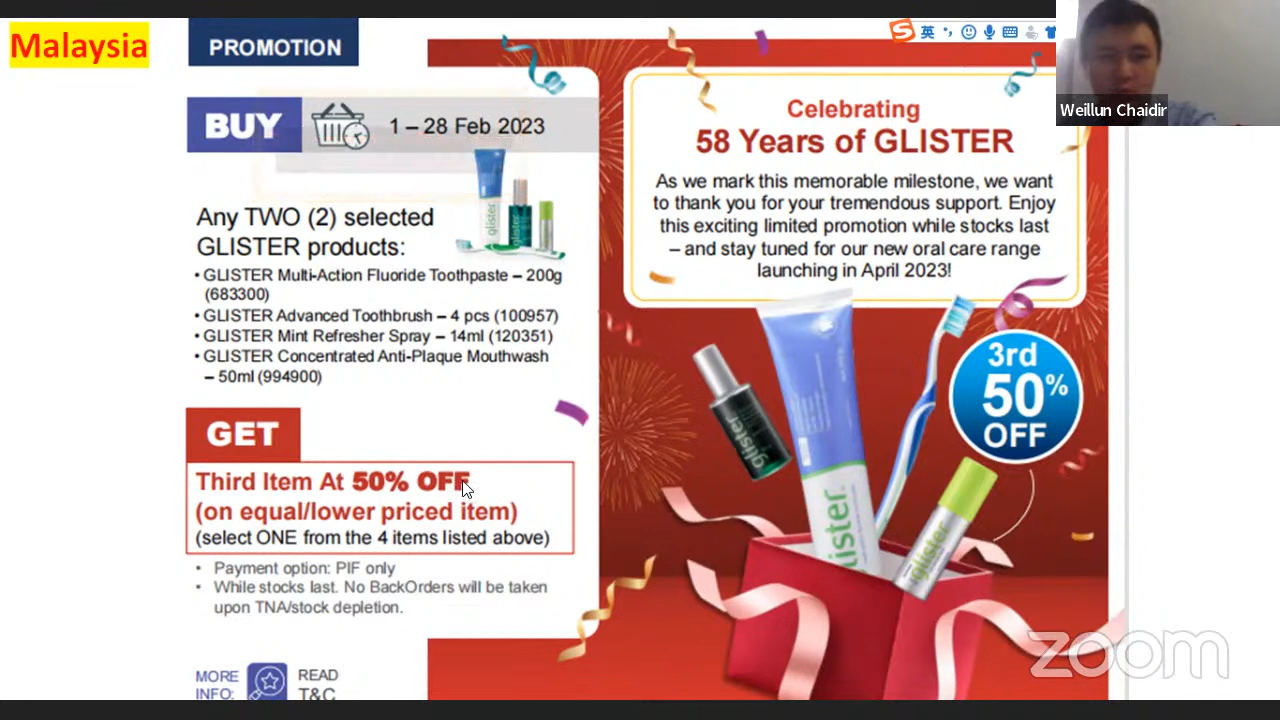 Malaysia
PROMOTION
BUY
1 – 28 Feb 2023
Any TWO (2) selected
GLISTER products:
• GLISTER Multi-Action Fluoride Toothpaste – 200g
(683300)
• GLISTER Advanced Toothbrush – 4 pcs (100957)
• GLISTER Mint Refresher Spray – 14ml (120351)
• GLISTER Concentrated Anti-Plaque Mouthwash
– 50ml (994900)
GET
Third Item At 50% OFF
(on equal/lower priced item)
(select ONE from the 4 items listed above)
• Payment option: PIF only
• While stocks last. No BackOrders will be taken
upon TNA/stock depletion.
MORE
INFO:
READ
T&C
Celebrating
58 Years of GLISTER
As we mark this memorable milestone, we want
to thank you for your tremendous support. Enjoy
this exciting limited promotion while stocks last
– and stay tuned for our new oral care range
launching in April 2023!
3rd
50%
OFF
glister
glister
glister
glister
glister.
glister
英
Weillun Chaidir
zoom